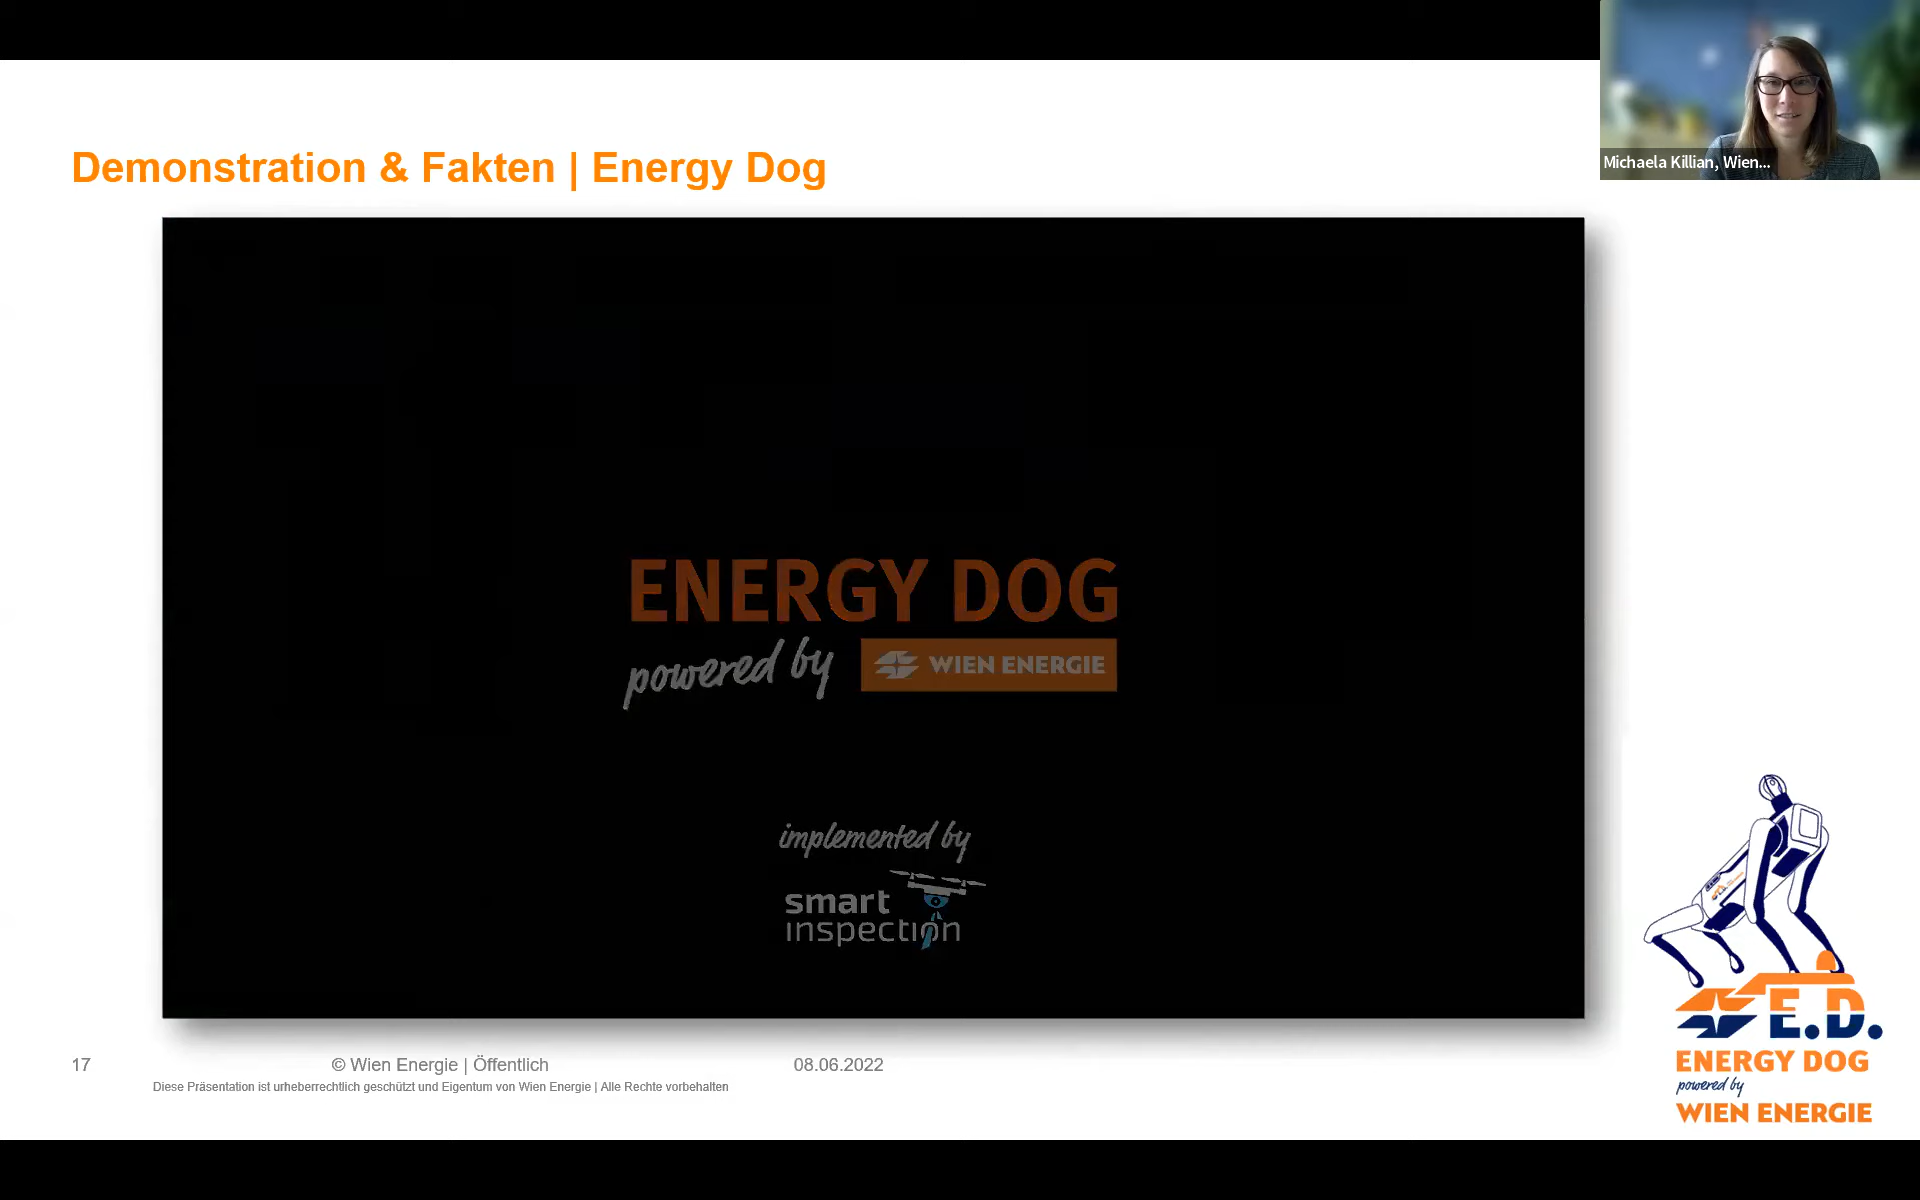 Michaela Killian, Wien...
Demonstration & Fakten | Energy Dog
ENERGY DOG
powered by WIEN ENERGIE
implemented by
smart
inspection
E.D.
ENERGY DOG
powered by
WIEN ENERGIE
17 © Wien Energie | Öffentlich 08.06.2022
Diese Präsentation ist urheberrechtlich geschützt und Eigentum von Wien Energie | Alle Rechte vorbehalten